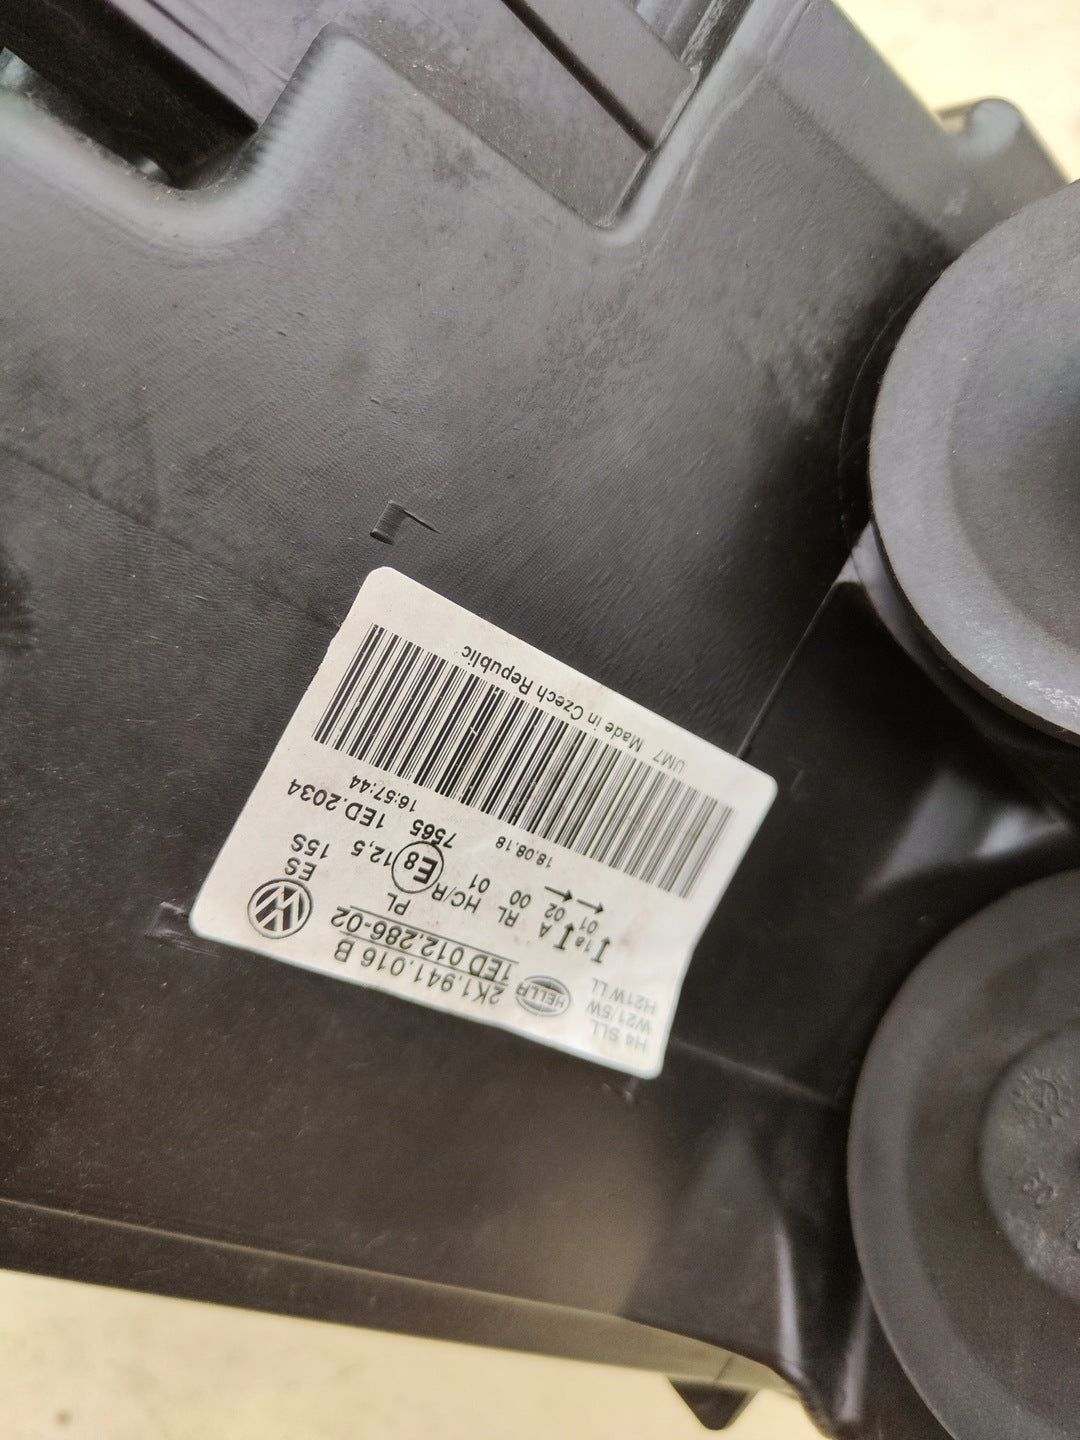 H4 SLL
W21/5W
H21W LL
HELLA
2K1.941.016 B
1ED 012.286-02
PL
ES
15S
1a A RL HC/R E8 12,5
01 02 00 01
7565 1ED.2034
18.08.18
16:57:44
UM7 Made in Czech Republic